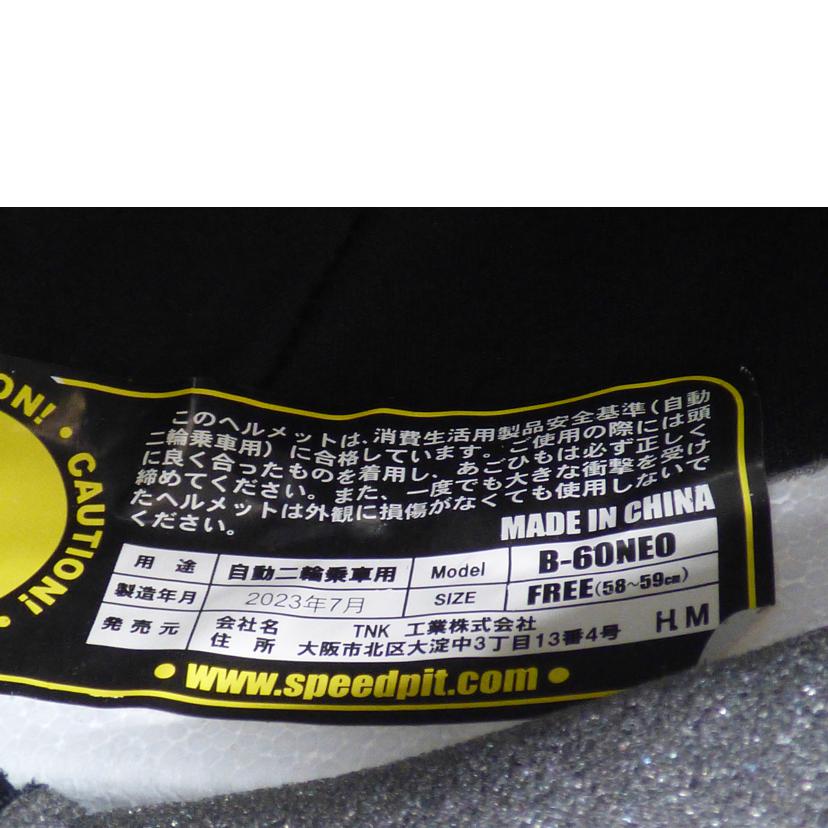 ON! • CAUTION! •
このヘルメットは、消費生活用製品安全基準(自動
二輪乗車用)に合格しています。ご使用の際には頭
に良く合ったものを着用し、あごひもは必ず正しく
締めてください。また、一度でも大きな衝撃を受け
たヘルメットは外観に損傷がなくても使用しないで
ください。
MADE IN CHINA
用途 自動二輪乗車用 Model B-60NEO
製造年月 2023年7月 SIZE FREE(58~59㎝)
発売元 会社名 TNK 工業株式会社 H.M
住所 大阪市北区大淀中3丁目13番4号
• www.speedpit.com •